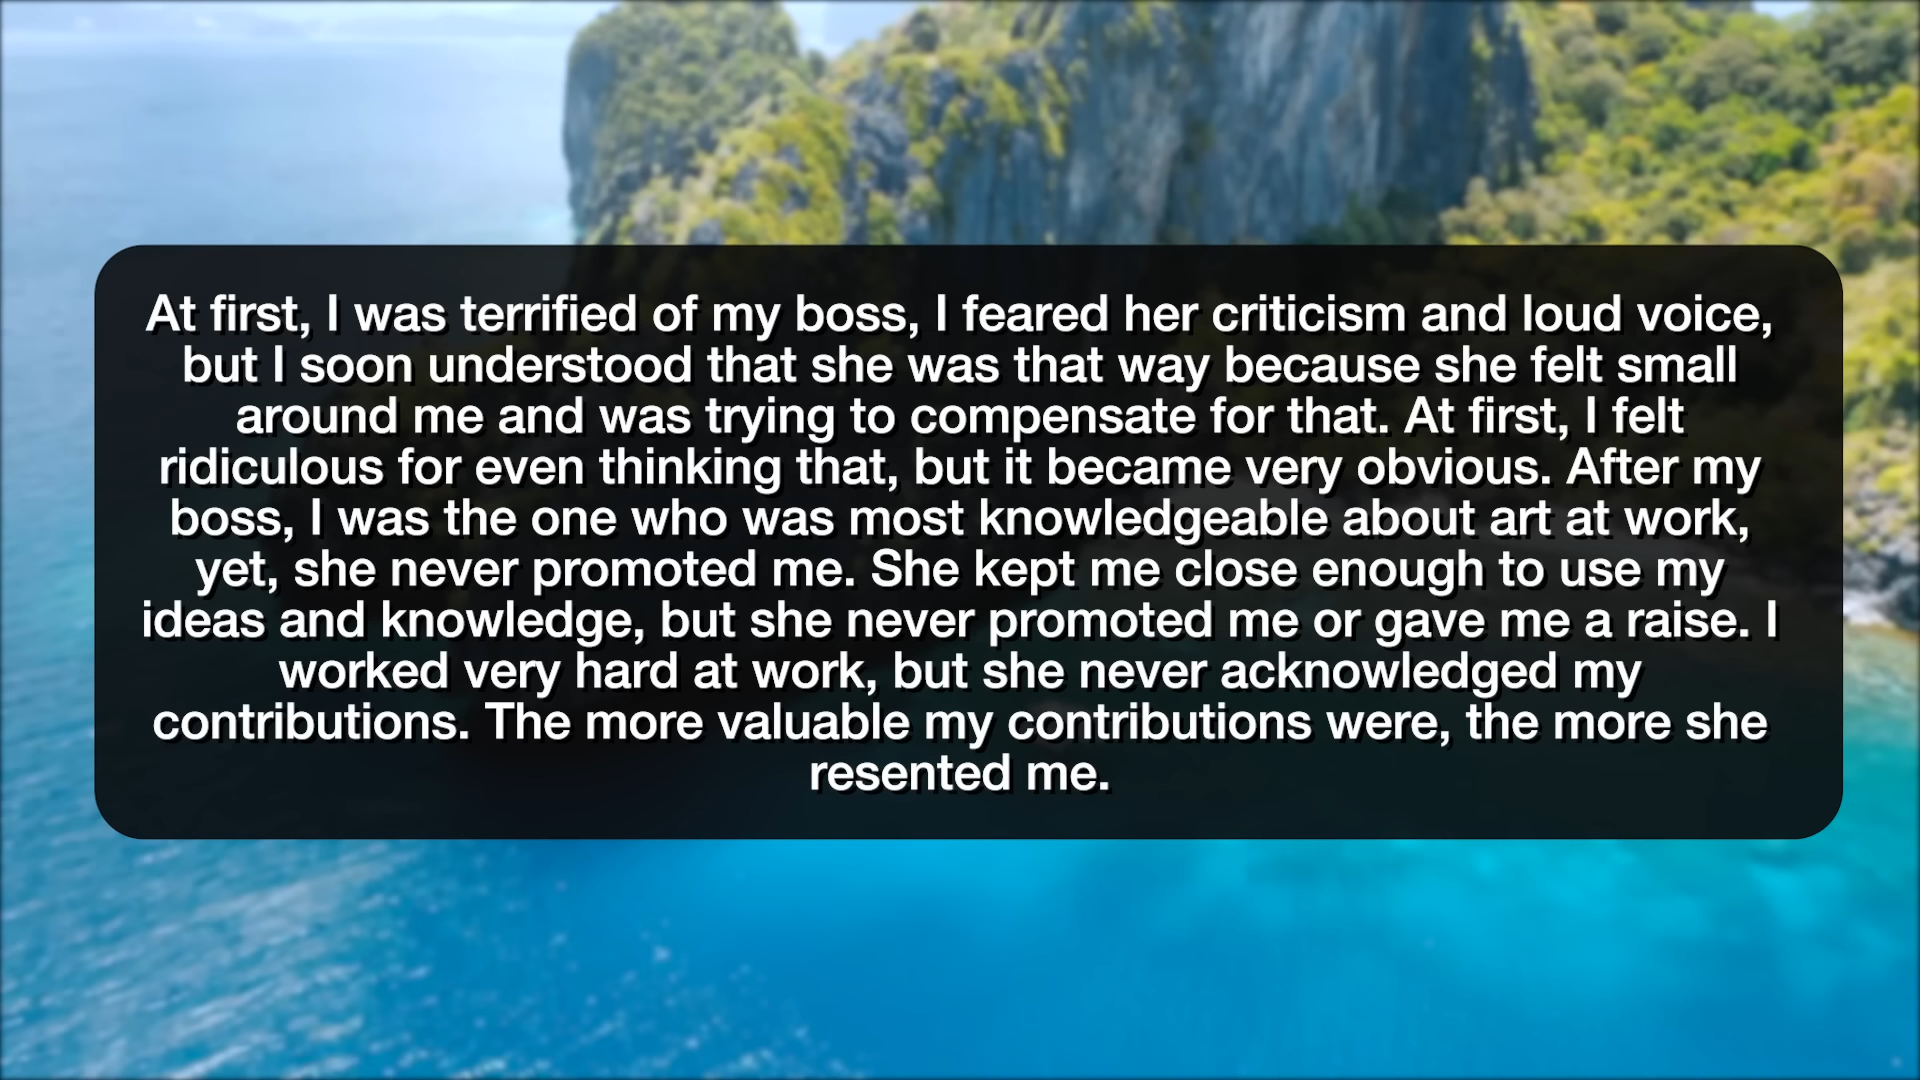 At first, I was terrified of my boss, I feared her criticism and loud voice,
but I soon understood that she was that way because she felt small
around me and was trying to compensate for that. At first, I felt
ridiculous for even thinking that, but it became very obvious. After my
boss, I was the one who was most knowledgeable about art at work,
yet, she never promoted me. She kept me close enough to use my
ideas and knowledge, but she never promoted me or gave me a raise. I
worked very hard at work, but she never acknowledged my
contributions. The more valuable my contributions were, the more she
resented me.